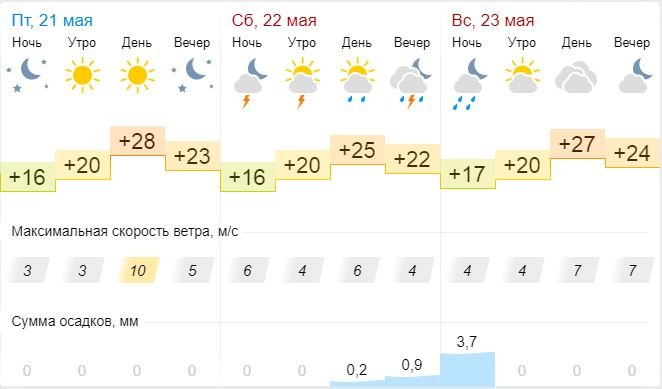 Пт, 21 мая Сб, 22 мая Вс, 23 мая
Ночь Утро День Вечер Ночь Утро День Вечер Ночь Утро День Вечер
+16 +20 +28 +23 +16 +20 +25 +22 +17 +20 +27 +24
Максимальная скорость ветра, м/с
3 3 10 5 6 4 6 4 4 4 7 7
Сумма осадков, мм
0 0 0 0 0 0 0,2 0,9 3,7 0 0 0